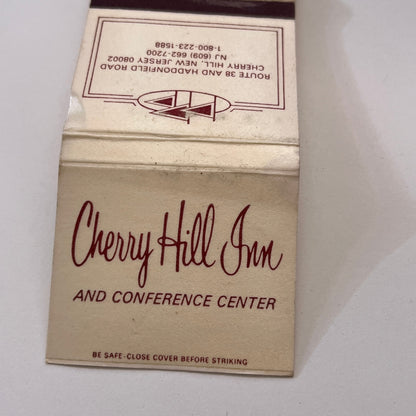 1-800-223-1588
NJ (609) 662-7200
CHERRY HILL, NEW JERSEY 08002
ROUTE 38 AND HADDONFIELD ROAD
Cherry Hill Inn
AND CONFERENCE CENTER
BE SAFE - CLOSE COVER BEFORE STRIKING